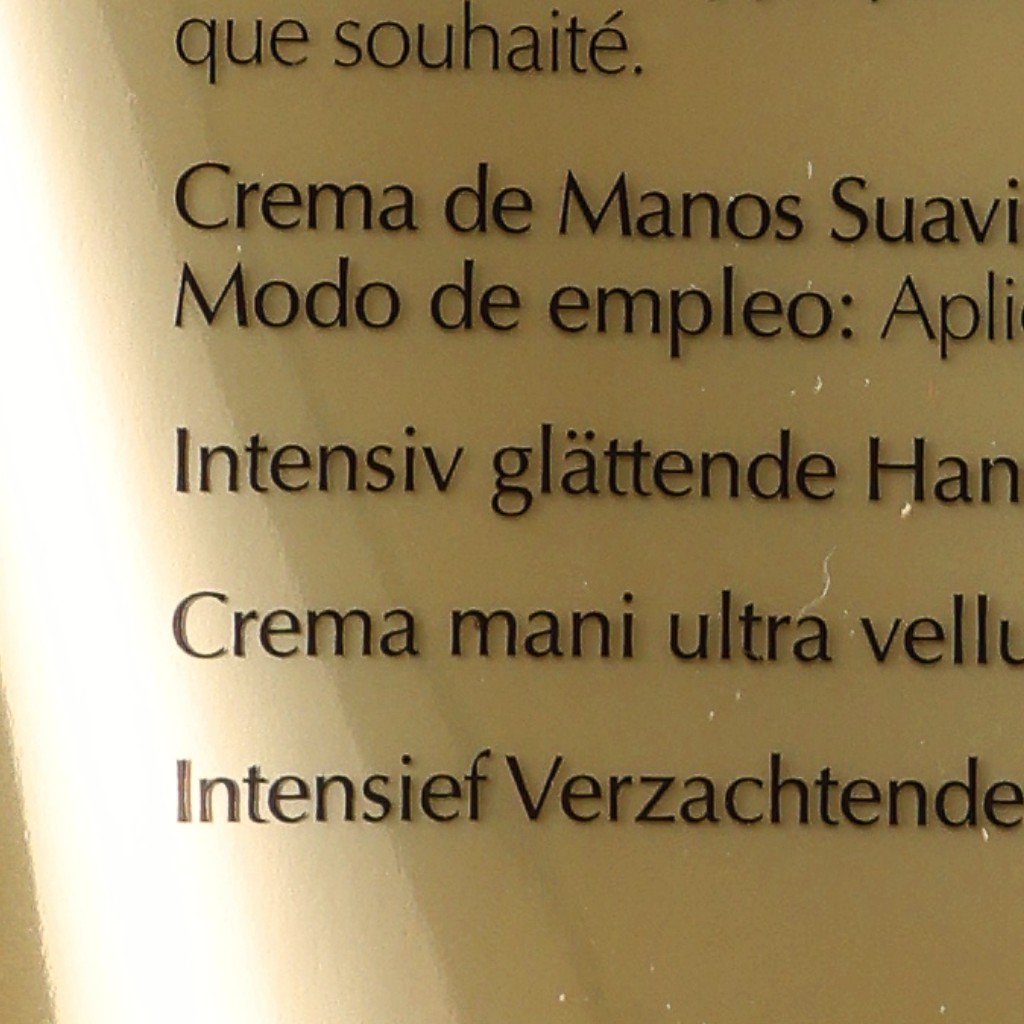 que souhaité.
Crema de Manos Suavi
Modo de empleo: Apli
Intensiv glättende Han
Crema mani ultra vellu
Intensief Verzachtende